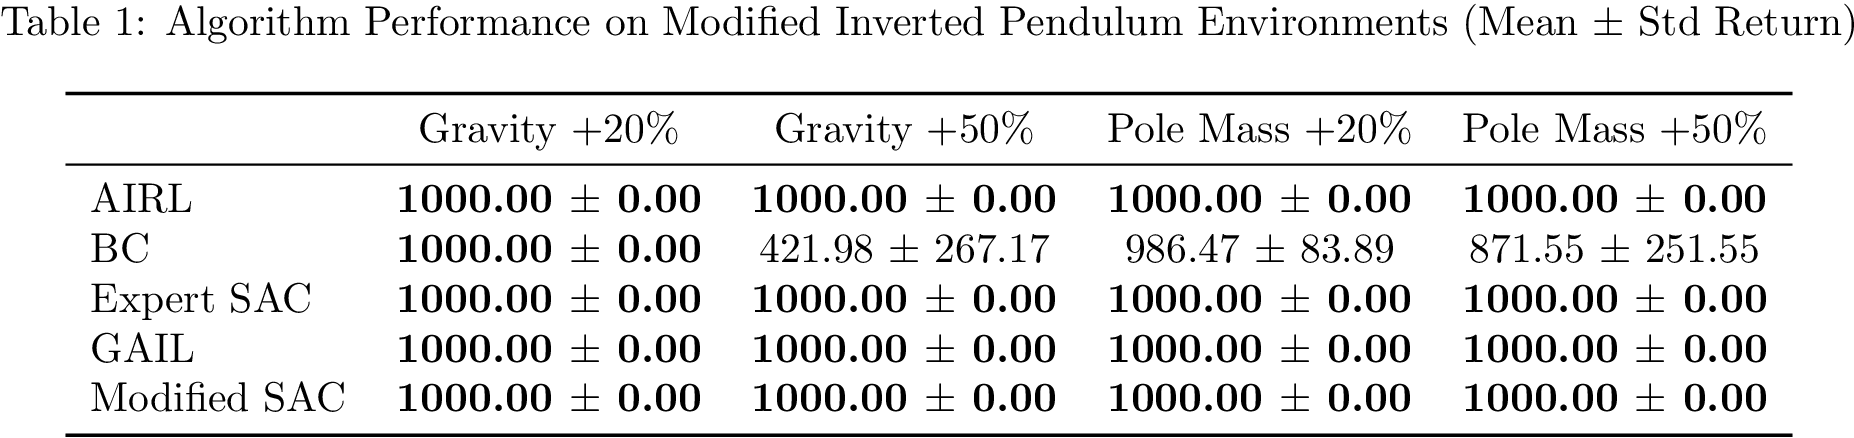 Table 1: Algorithm Performance on Modified Inverted Pendulum Environments (Mean ± Std Return)
Gravity +20% Gravity +50% Pole Mass +20% Pole Mass +50%
AIRL 1000.00 ± 0.00 1000.00 ± 0.00 1000.00 ± 0.00 1000.00 ± 0.00
BC 1000.00 ± 0.00 421.98 ± 267.17 986.47 ± 83.89 871.55 ± 251.55
Expert SAC 1000.00 ± 0.00 1000.00 ± 0.00 1000.00 ± 0.00 1000.00 ± 0.00
GAIL 1000.00 ± 0.00 1000.00 ± 0.00 1000.00 ± 0.00 1000.00 ± 0.00
Modified SAC 1000.00 ± 0.00 1000.00 ± 0.00 1000.00 ± 0.00 1000.00 ± 0.00